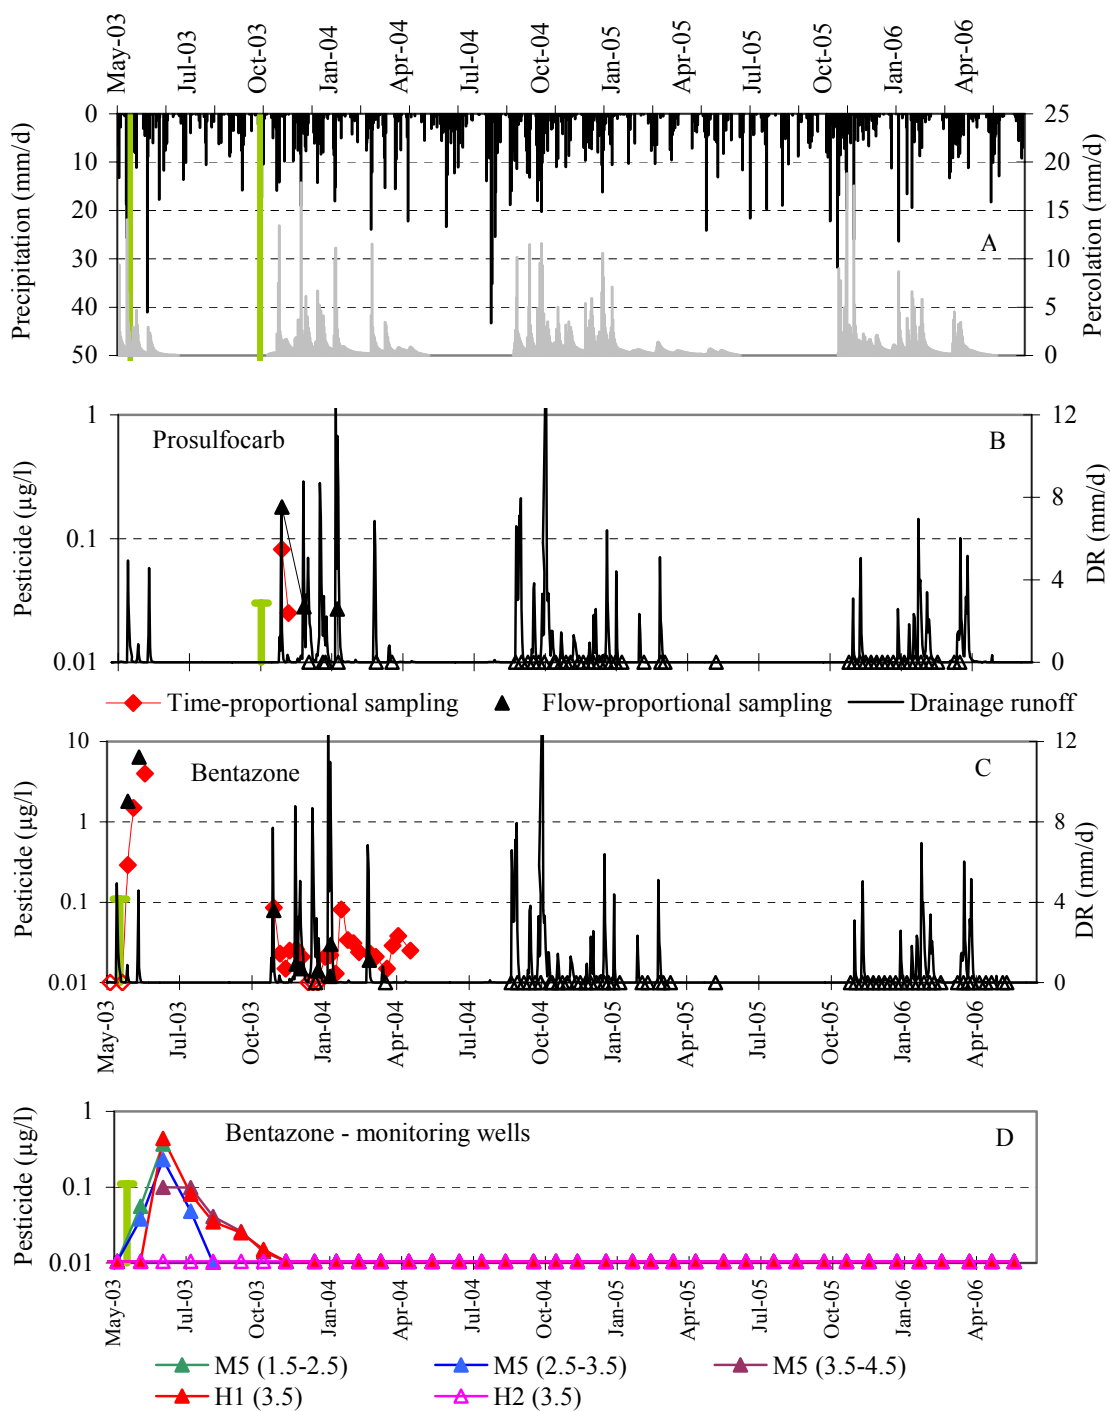 May-03 Jul-03 Oct-03 Jan-04 Apr-04 Jul-04 Oct-04 Jan-05 Apr-05 Jul-05 Oct-05 Jan-06 Apr-06
Precipitation (mm/d)
0
10
20
30
40
50
A
25
20
15
10
5
0
Percolation (mm/d)
Pesticide (µg/l)
1
0.1
0.01
Prosulfocarb
B
12
8
4
0
DR (mm/d)
Time-proportional sampling Flow-proportional sampling Drainage runoff
Pesticide (µg/l)
10
1
0.1
0.01
Bentazone
C
12
8
4
0
DR (mm/d)
May-03 Jul-03 Oct-03 Jan-04 Apr-04 Jul-04 Oct-04 Jan-05 Apr-05 Jul-05 Oct-05 Jan-06 Apr-06
Pesticide (µg/l)
1
0.1
0.01
Bentazone - monitoring wells
D
May-03 Jul-03 Oct-03 Jan-04 Apr-04 Jul-04 Oct-04 Jan-05 Apr-05 Jul-05 Oct-05 Jan-06 Apr-06
M5 (1.5-2.5) M5 (2.5-3.5) M5 (3.5-4.5)
H1 (3.5) H2 (3.5)